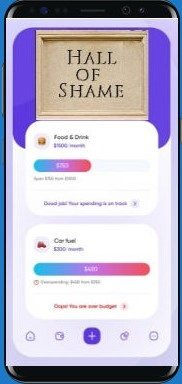 HALL
OF
SHAME
Food & Drink
$1500/ month
$750
Good job! Your spending is on track
Car fuel
$300/ month
$480
Oops! You are over budget